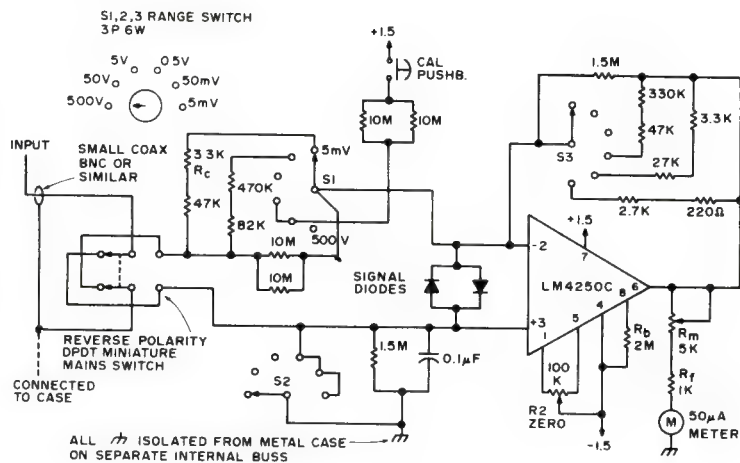 S1,2,3 RANGE SWITCH
3P 6W
5V
0.5V
50V
50mV
500V
5mV
INPUT
SMALL COAX
BNC OR
SIMILAR
+1.5
CAL
PUSHB.
10M
10M
3.3K
Rc
47K
470K
82K
5mV
S1
500V
10M
10M
1.5M
330K
47K
3.3K
S3
27K
2.7K
220Ω
SIGNAL
DIODES
+1.5
-2
7
LM4250C
6
+3
1
5
4
8
REVERSE POLARITY
DPDT MINIATURE
MAINS SWITCH
CONNECTED
TO CASE
S2
1.5M
0.1µF
100
K
R2
ZERO
Rb
2M
-1.5
Rm
5K
Rf
1K
M
50µA
METER
ALL ISOLATED FROM METAL CASE
ON SEPARATE INTERNAL BUSS